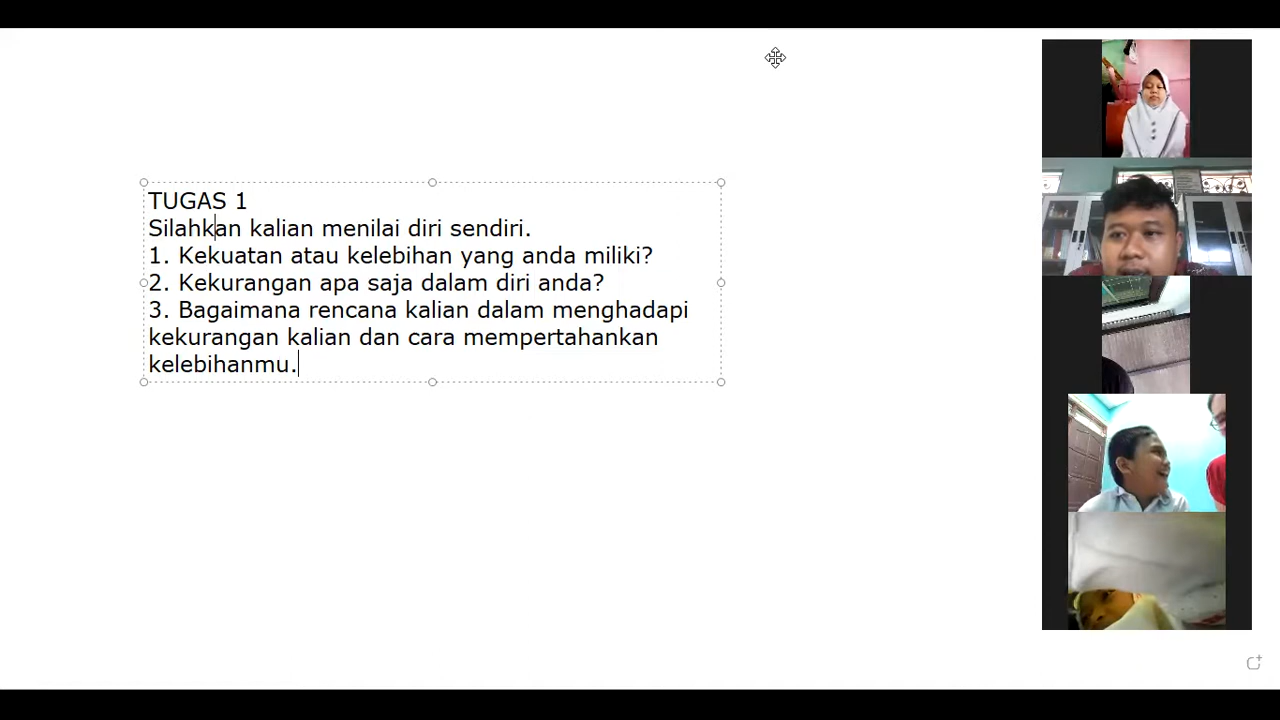 TUGAS 1
Silahkan kalian menilai diri sendiri.
1. Kekuatan atau kelebihan yang anda miliki?
2. Kekurangan apa saja dalam diri anda?
3. Bagaimana rencana kalian dalam menghadapi
kekurangan kalian dan cara mempertahankan
kelebihanmu.